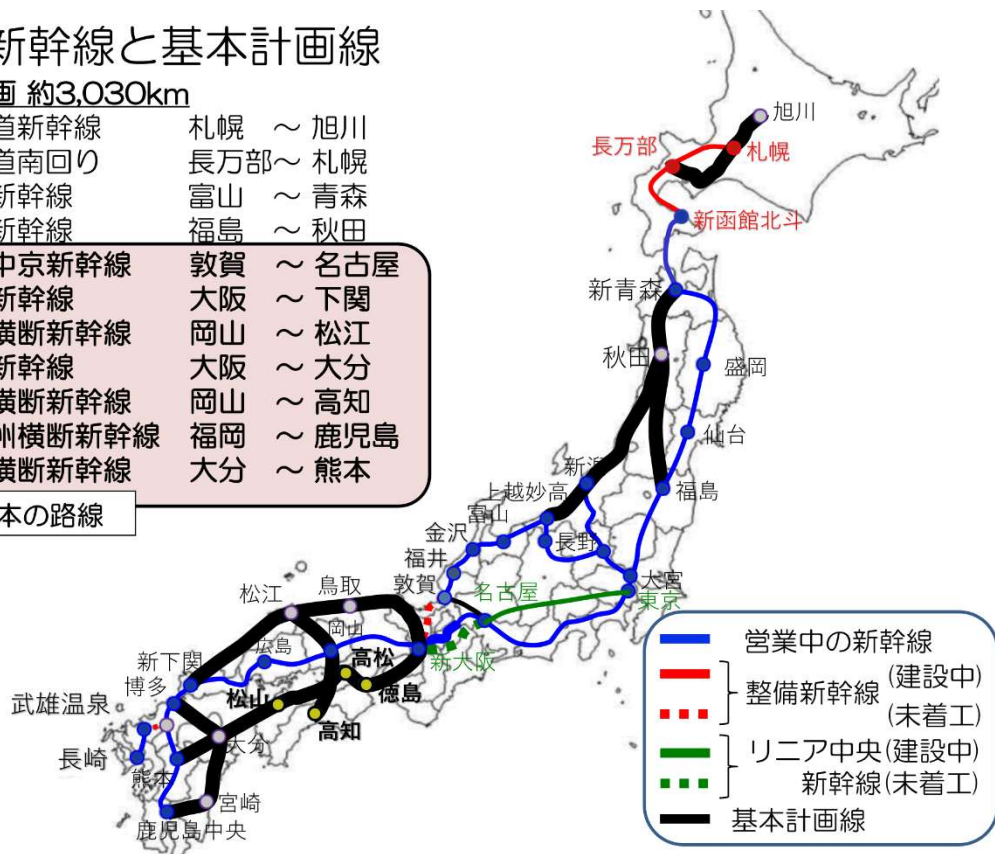 新幹線と基本計画線
画 約3,030km
道新幹線 札幌 ～ 旭川
道南回り 長万部～ 札幌
新幹線 富山 ～ 青森
新幹線 福島 ～ 秋田
中京新幹線 敦賀 ～ 名古屋
新幹線 大阪 ～ 下関
横断新幹線 岡山 ～ 松江
新幹線 大阪 ～ 大分
横断新幹線 岡山 ～ 高知
州横断新幹線 福岡 ～ 鹿児島
横断新幹線 大分 ～ 熊本
本の路線
旭川
長万部
札幌
新函館北斗
新青森
秋田
盛岡
仙台
新潟
上越妙高
福島
富山
金沢
長野
福井
大宮
敦賀
名古屋
東京
鳥取
松江
岡山
広島
新大阪
高松
新下関
徳島
博多
松山
武雄温泉
高知
大分
長崎
熊本
宮崎
鹿児島中央
営業中の新幹線
整備新幹線
(建設中)
(未着工)
リニア中央(建設中)
新幹線(未着工)
基本計画線